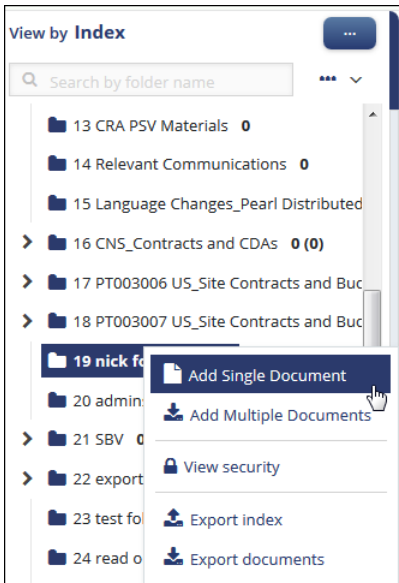 View by Index ...
Search by folder name
13 CRA PSV Materials 0
14 Relevant Communications 0
15 Language Changes_Pearl Distributed
16 CNS_Contracts and CDAs 0 (0)
17 PT003006 US_Site Contracts and Buc
18 PT003007 US_Site Contracts and Buc
19 nick fo
Add Single Document
20 admin
Add Multiple Documents
21 SBV 0
View security
22 export
23 test fol
Export index
24 read o
Export documents